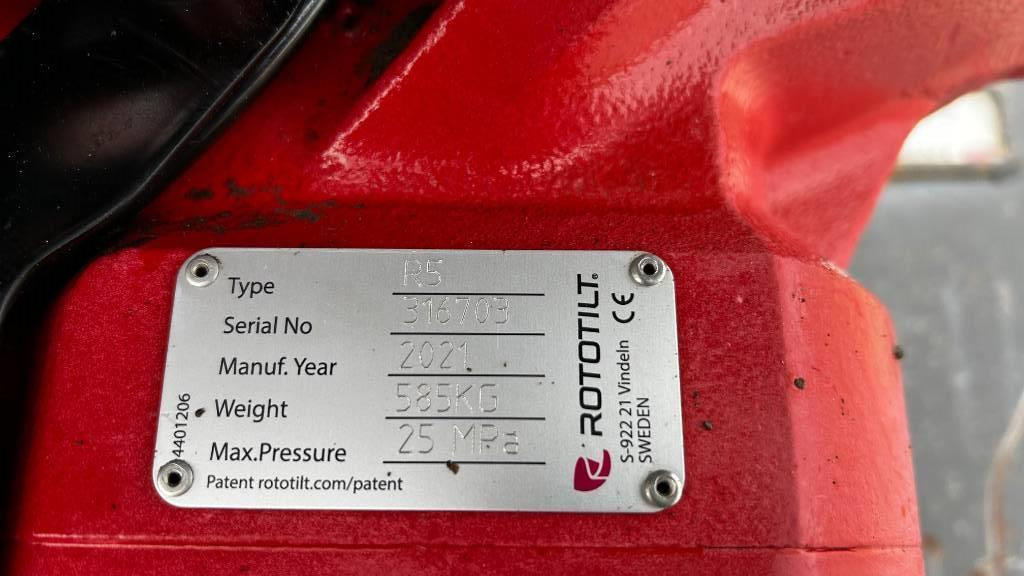 Type R5
Serial No 316703
Manuf. Year 2021
Weight 585KG
Max.Pressure 25 MPa
Patent rototilt.com/patent
4401206
ROTOTILT®
S-922 21 Vindeln CE
SWEDEN